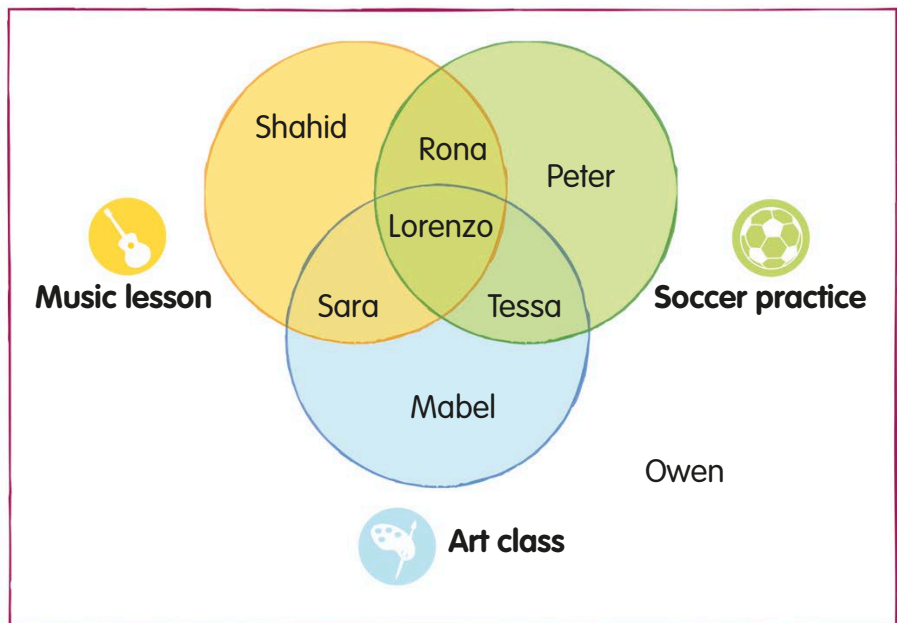 Shahid
Rona
Peter
Lorenzo
Music lesson
Sara
Tessa
Soccer practice
Mabel
Owen
Art class